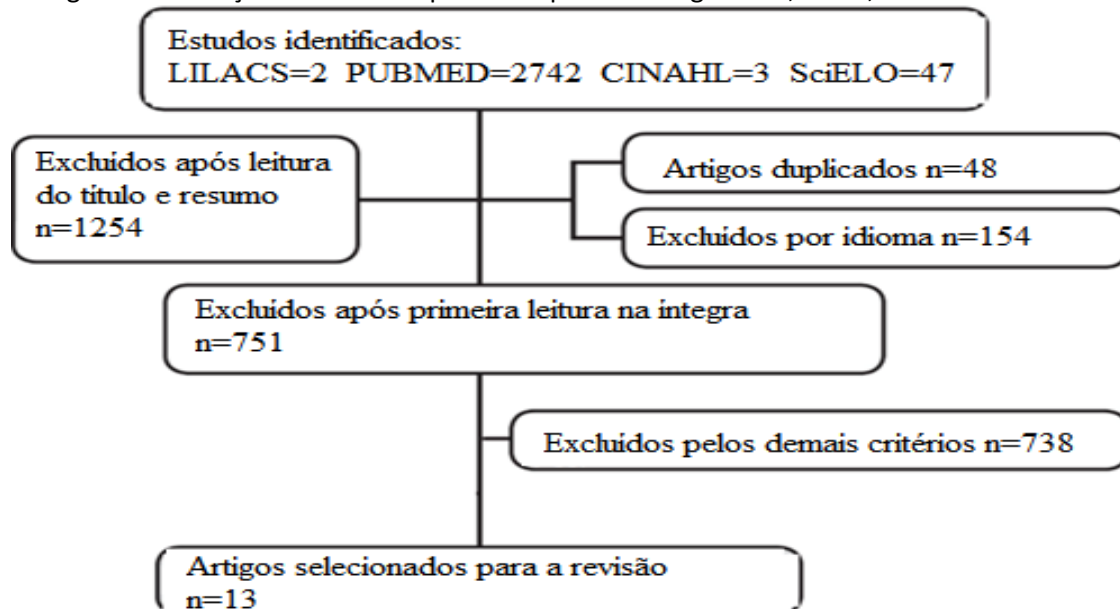 Estudos identificados:
LILACS=2 PUBMED=2742 CINAHL=3 SciELO=47
Excluídos após leitura
do título e resumo
n=1254
Artigos duplicados n=48
Excluídos por idioma n=154
Excluídos após primeira leitura na íntegra
n=751
Excluídos pelos demais critérios n=738
Artigos selecionados para a revisão
n=13